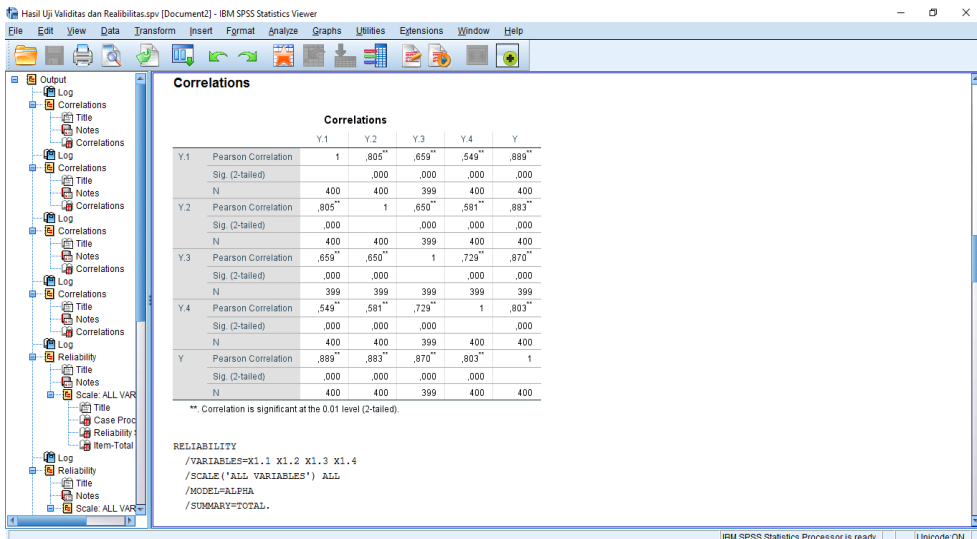 Hasil Uji Validitas dan Realibilitas.spv [Document2] - IBM SPSS Statistics Viewer
File Edit View Data Transform Insert Format Analyze Graphs Utilities Extensions Window Help
Output
Log
Correlations
Title
Notes
Correlations
Log
Correlations
Title
Notes
Correlations
Log
Correlations
Title
Notes
Correlations
Log
Correlations
Title
Notes
Correlations
Log
Reliability
Title
Notes
Scale: ALL VAR
Title
Case Proc
Reliability
Item-Total
Log
Reliability
Title
Notes
Scale: ALL VAR
Correlations
Correlations
Y.1 Y.2 Y.3 Y.4 Y
Y.1 Pearson Correlation 1 ,805** ,659** ,549** ,889**
Sig. (2-tailed) ,000 ,000 ,000 ,000
N 400 400 399 400 400
Y.2 Pearson Correlation ,805** 1 ,650** ,581** ,883**
Sig. (2-tailed) ,000 ,000 ,000 ,000
N 400 400 399 400 400
Y.3 Pearson Correlation ,659** ,650** 1 ,729** ,870**
Sig. (2-tailed) ,000 ,000 ,000 ,000
N 399 399 399 399 399
Y.4 Pearson Correlation ,549** ,581** ,729** 1 ,803**
Sig. (2-tailed) ,000 ,000 ,000 ,000
N 400 400 399 400 400
Y Pearson Correlation ,889** ,883** ,870** ,803** 1
Sig. (2-tailed) ,000 ,000 ,000 ,000
N 400 400 399 400 400
**. Correlation is significant at the 0.01 level (2-tailed).
RELIABILITY
/VARIABLES=X1.1 X1.2 X1.3 X1.4
/SCALE('ALL VARIABLES') ALL
/MODEL=ALPHA
/SUMMARY=TOTAL.
IBM SPSS Statistics Processor is ready Unicode:ON